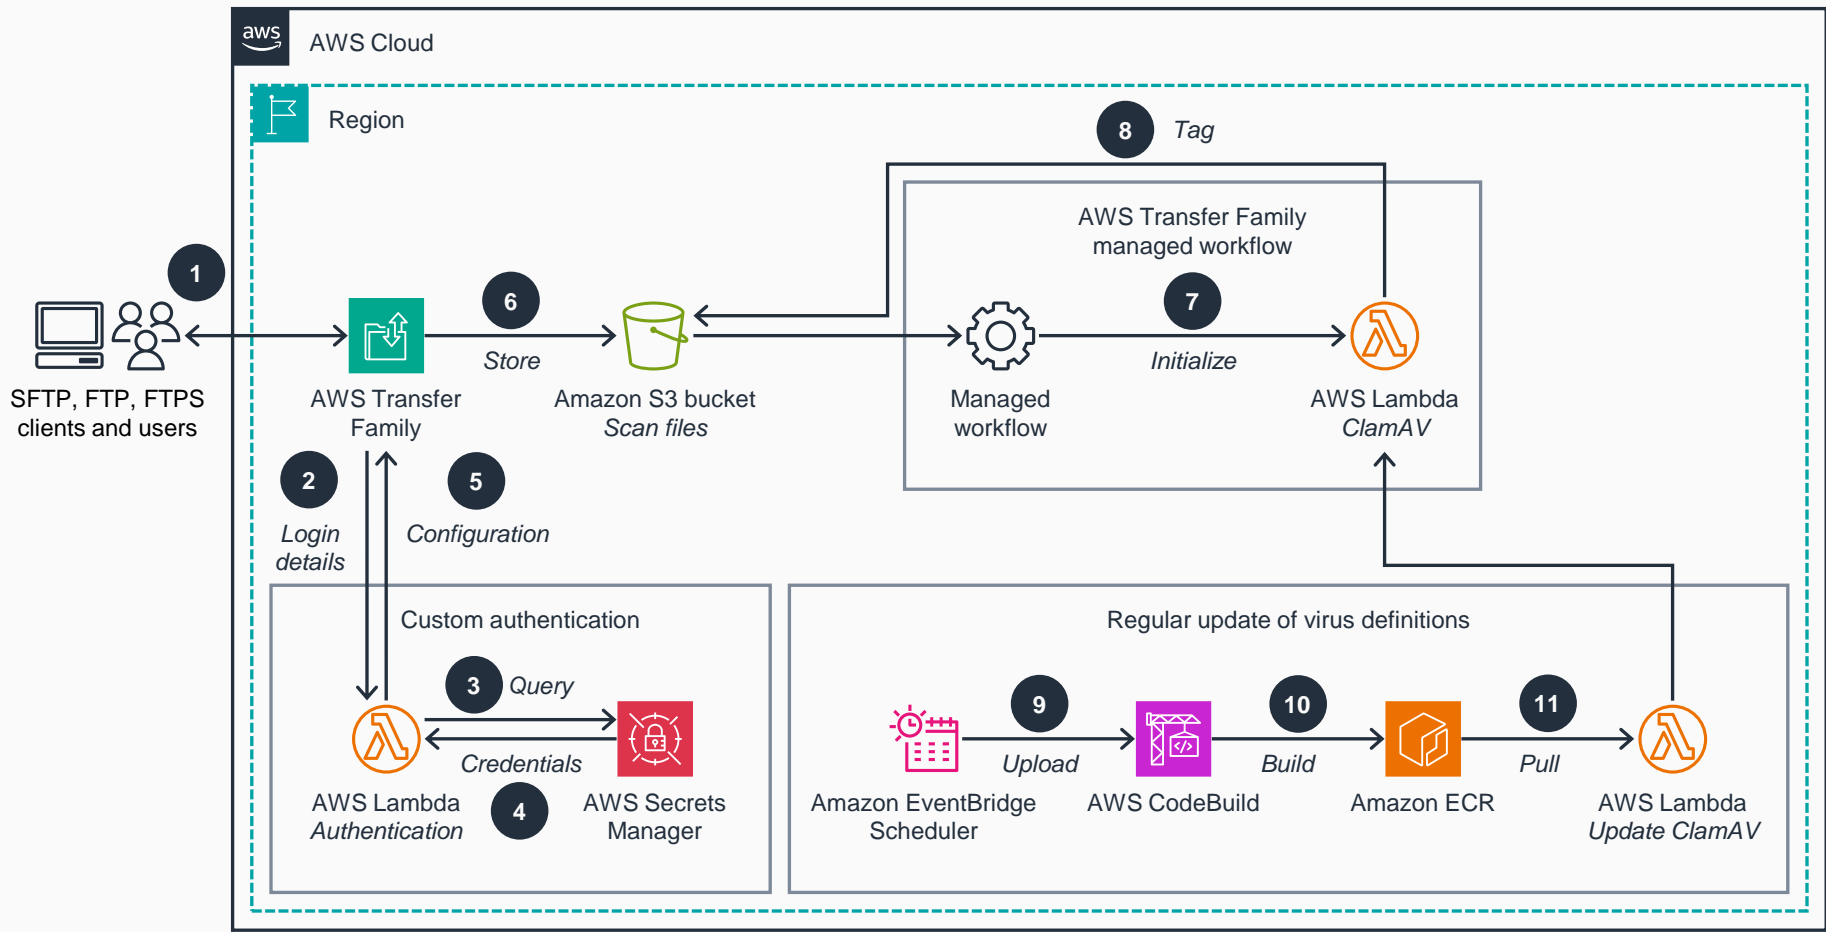 aws
AWS Cloud
Region
8
Tag
AWS Transfer Family
managed workflow
1
6
7
Store
Initialize
SFTP, FTP, FTPS
clients and users
AWS Transfer
Family
Amazon S3 bucket
Scan files
Managed
workflow
AWS Lambda
ClamAV
2
5
Login
details
Configuration
Custom authentication
3
Query
Credentials
4
AWS Lambda
Authentication
AWS Secrets
Manager
Regular update of virus definitions
9
10
11
Upload
Build
Pull
Amazon EventBridge
Scheduler
AWS CodeBuild
Amazon ECR
AWS Lambda
Update ClamAV